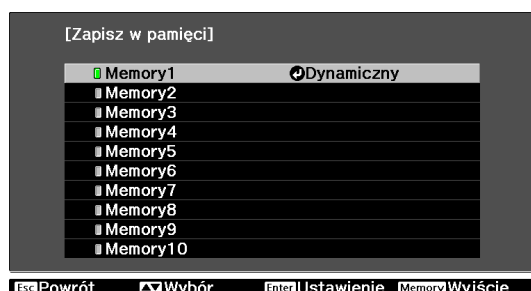 [Zapisz w pamięci]
Memory1 Dynamiczny
Memory2
Memory3
Memory4
Memory5
Memory6
Memory7
Memory8
Memory9
Memory10
Esc Powrót Wybór Enter Ustawienie Memory Wyjście